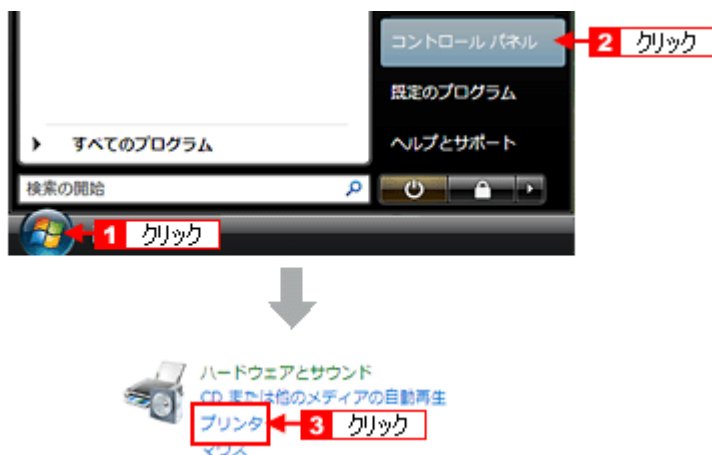 コントロール パネル
2 クリック
既定のプログラム
すべてのプログラム
ヘルプとサポート
検索の開始
1 クリック
ハードウェアとサウンド
CD または他のメディアの自動再生
プリンタ
3 クリック
マウス